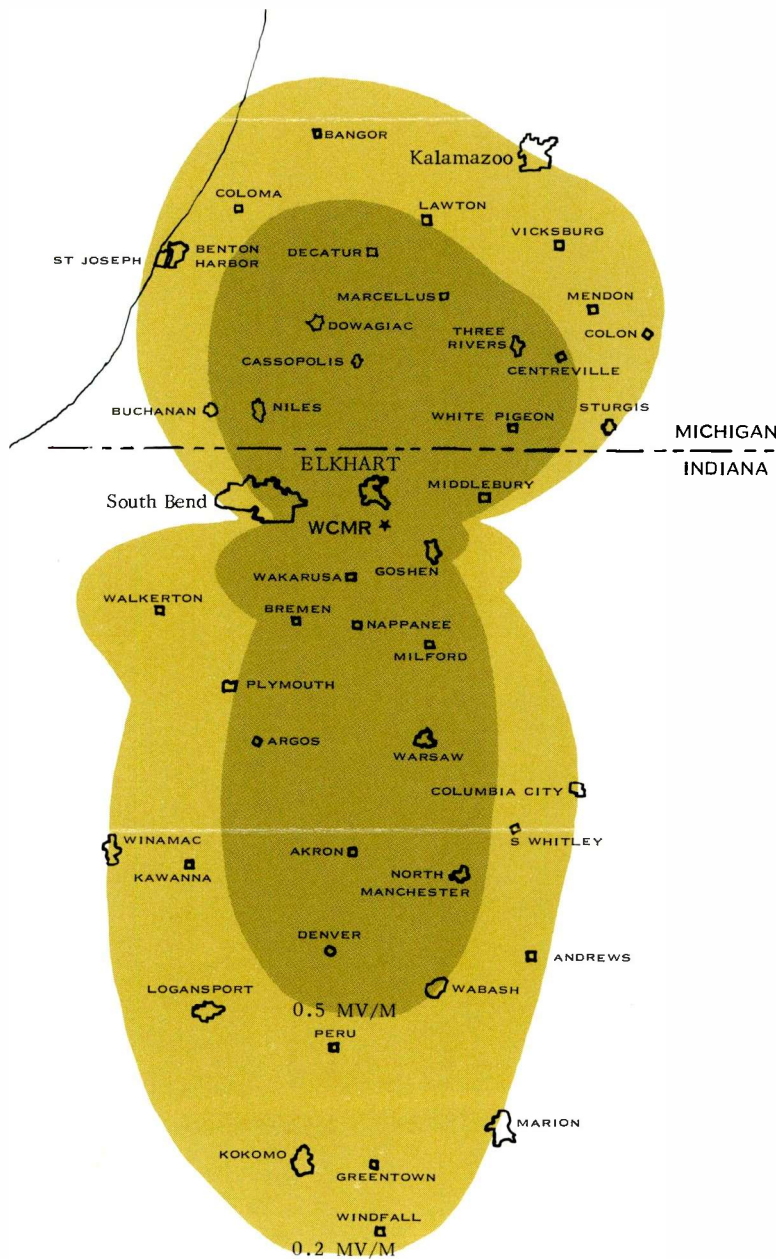 BANGOR
Kalamazoo
COLOMA
LAWTON
VICKSBURG
ST JOSEPH
BENTON
HARBOR
DECATUR
MARCELLUS
MENDON
DOWAGIAC
THREE
RIVERS
COLON
CASSOPOLIS
CENTREVILLE
BUCHANAN
NILES
WHITE PIGEON
STURGIS
MICHIGAN
INDIANA
ELKHART
South Bend
MIDDLEBURY
WCMR
GOSHEN
WAKARUSA
WALKERTON
BREMEN
NAPPANEE
MILFORD
PLYMOUTH
ARGOS
WARSAW
COLUMBIA CITY
S WHITLEY
WINAMAC
KAWANNA
AKRON
NORTH
MANCHESTER
DENVER
ANDREWS
LOGANSPORT
WABASH
0.5 MV/M
PERU
MARION
KOKOMO
GREENTOWN
WINDFALL
0.2 MV/M